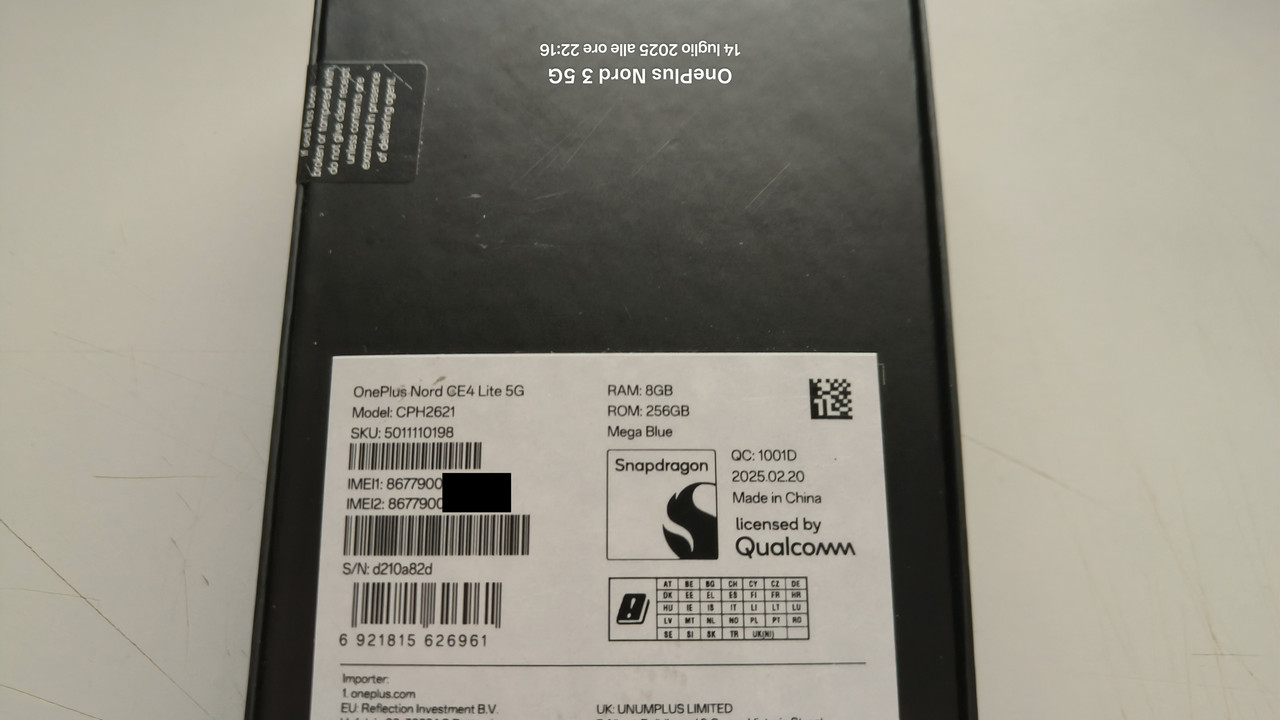 14 luglio 2025 alle ore 22:16
OnePlus Nord 3 5G
If seal has been
broken or tampered with
do not give clear receipt
unless contents are
examined in presence
of delivering agent.
OnePlus Nord CE4 Lite 5G
Model: CPH2621
SKU: 5011110198
IMEI1: 8677900
IMEI2: 8677900
S/N: d210a82d
6 921815 626961
RAM: 8GB
ROM: 256GB
Mega Blue
Snapdragon
QC: 1001D
2025.02.20
Made in China
licensed by
Qualcomm
AT BE BG CH CY CZ DE
DK EE EL ES FI FR HR
HU IE IS IT LI LT LU
LV MT NL NO PL PT RO
SE SI SK TR UK(NI)
Importer:
1. oneplus.com
EU: Reflection Investment B.V.
UK: UNUMPLUS LIMITED